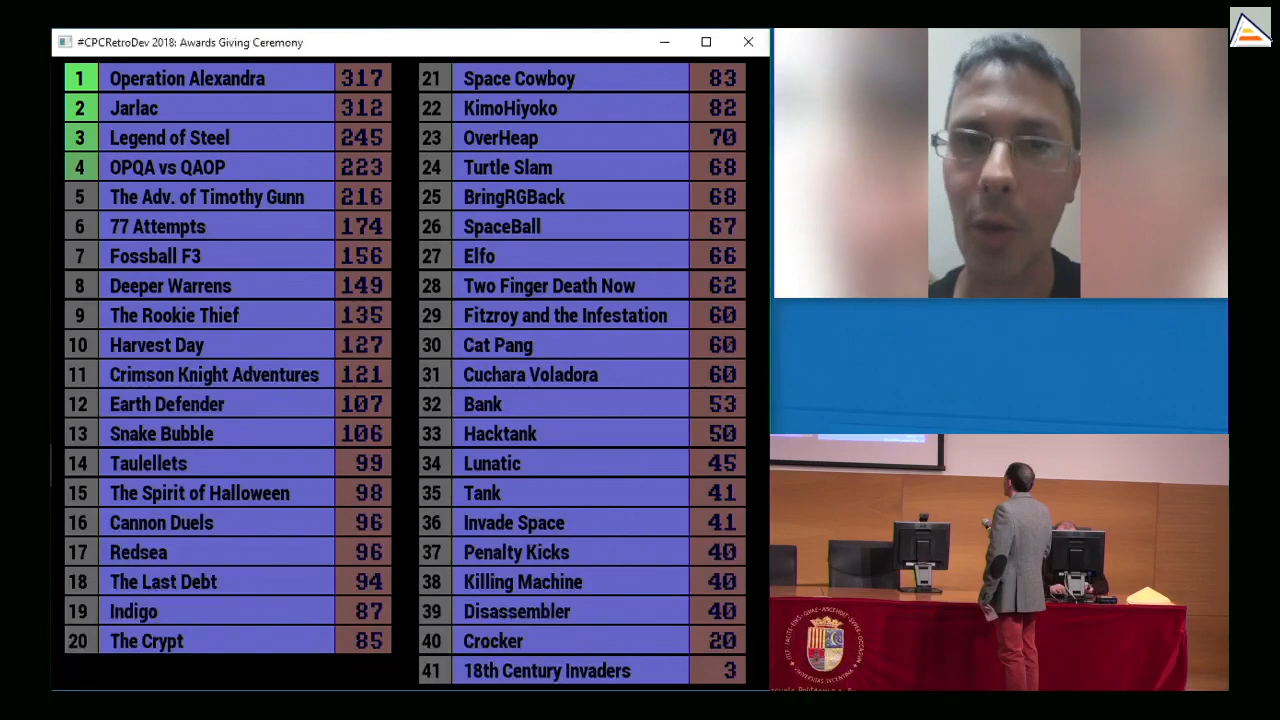 #CPCRetroDev 2018: Awards Giving Ceremony
1 Operation Alexandra 317
2 Jarlac 312
3 Legend of Steel 245
4 OPQA vs QAOP 223
5 The Adv. of Timothy Gunn 216
6 77 Attempts 174
7 Fossball F3 156
8 Deeper Warrens 149
9 The Rookie Thief 135
10 Harvest Day 127
11 Crimson Knight Adventures 121
12 Earth Defender 107
13 Snake Bubble 106
14 Taulellets 99
15 The Spirit of Halloween 98
16 Cannon Duels 96
17 Redsea 96
18 The Last Debt 94
19 Indigo 87
20 The Crypt 85
21 Space Cowboy 83
22 KimoHiyoko 82
23 OverHeap 70
24 Turtle Slam 68
25 BringRGBack 68
26 SpaceBall 67
27 Elfo 66
28 Two Finger Death Now 62
29 Fitzroy and the Infestation 60
30 Cat Pang 60
31 Cuchara Voladora 60
32 Bank 53
33 Hacktank 50
34 Lunatic 45
35 Tank 41
36 Invade Space 41
37 Penalty Kicks 40
38 Killing Machine 40
39 Disassembler 40
40 Crocker 20
41 18th Century Invaders 3